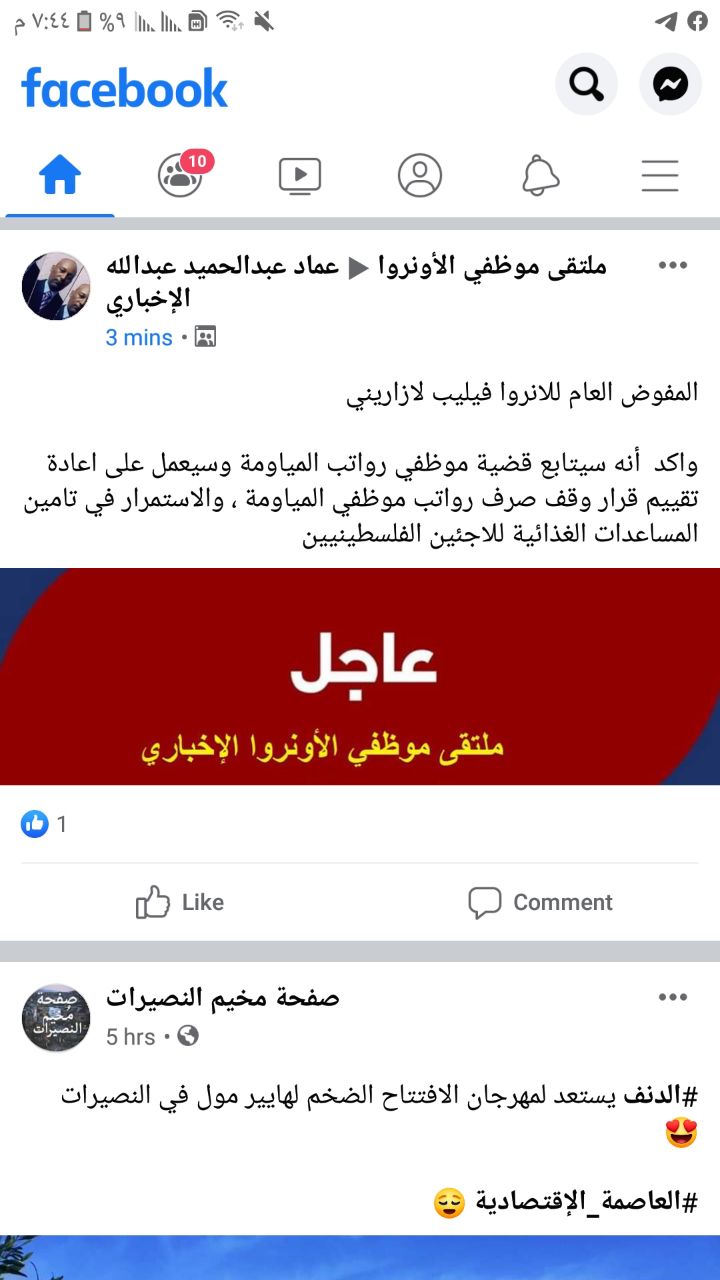 م ٧:٤٤ %٩
facebook
10
عماد عبدالحميد عبدالله ◀ ملتقى موظفي الأونروا الإخباري
3 mins ·
المفوض العام للانروا فيليب لازاريني
واكد أنه سيتابع قضية موظفي رواتب المياومة وسيعمل على اعادة
تقييم قرار وقف صرف رواتب موظفي المياومة ، والاستمرار في تامين
المساعدات الغذائية للاجئين الفلسطينيين
عاجل
ملتقى موظفي الأونروا الإخباري
1
Like
Comment
صفحة مخيم النصيرات
صفحة
مخيم
النصيرات
5 hrs ·
#الدنف يستعد لمهرجان الافتتاح الضخم لهايير مول في النصيرات
😍
#العاصمة_الإقتصادية 😌